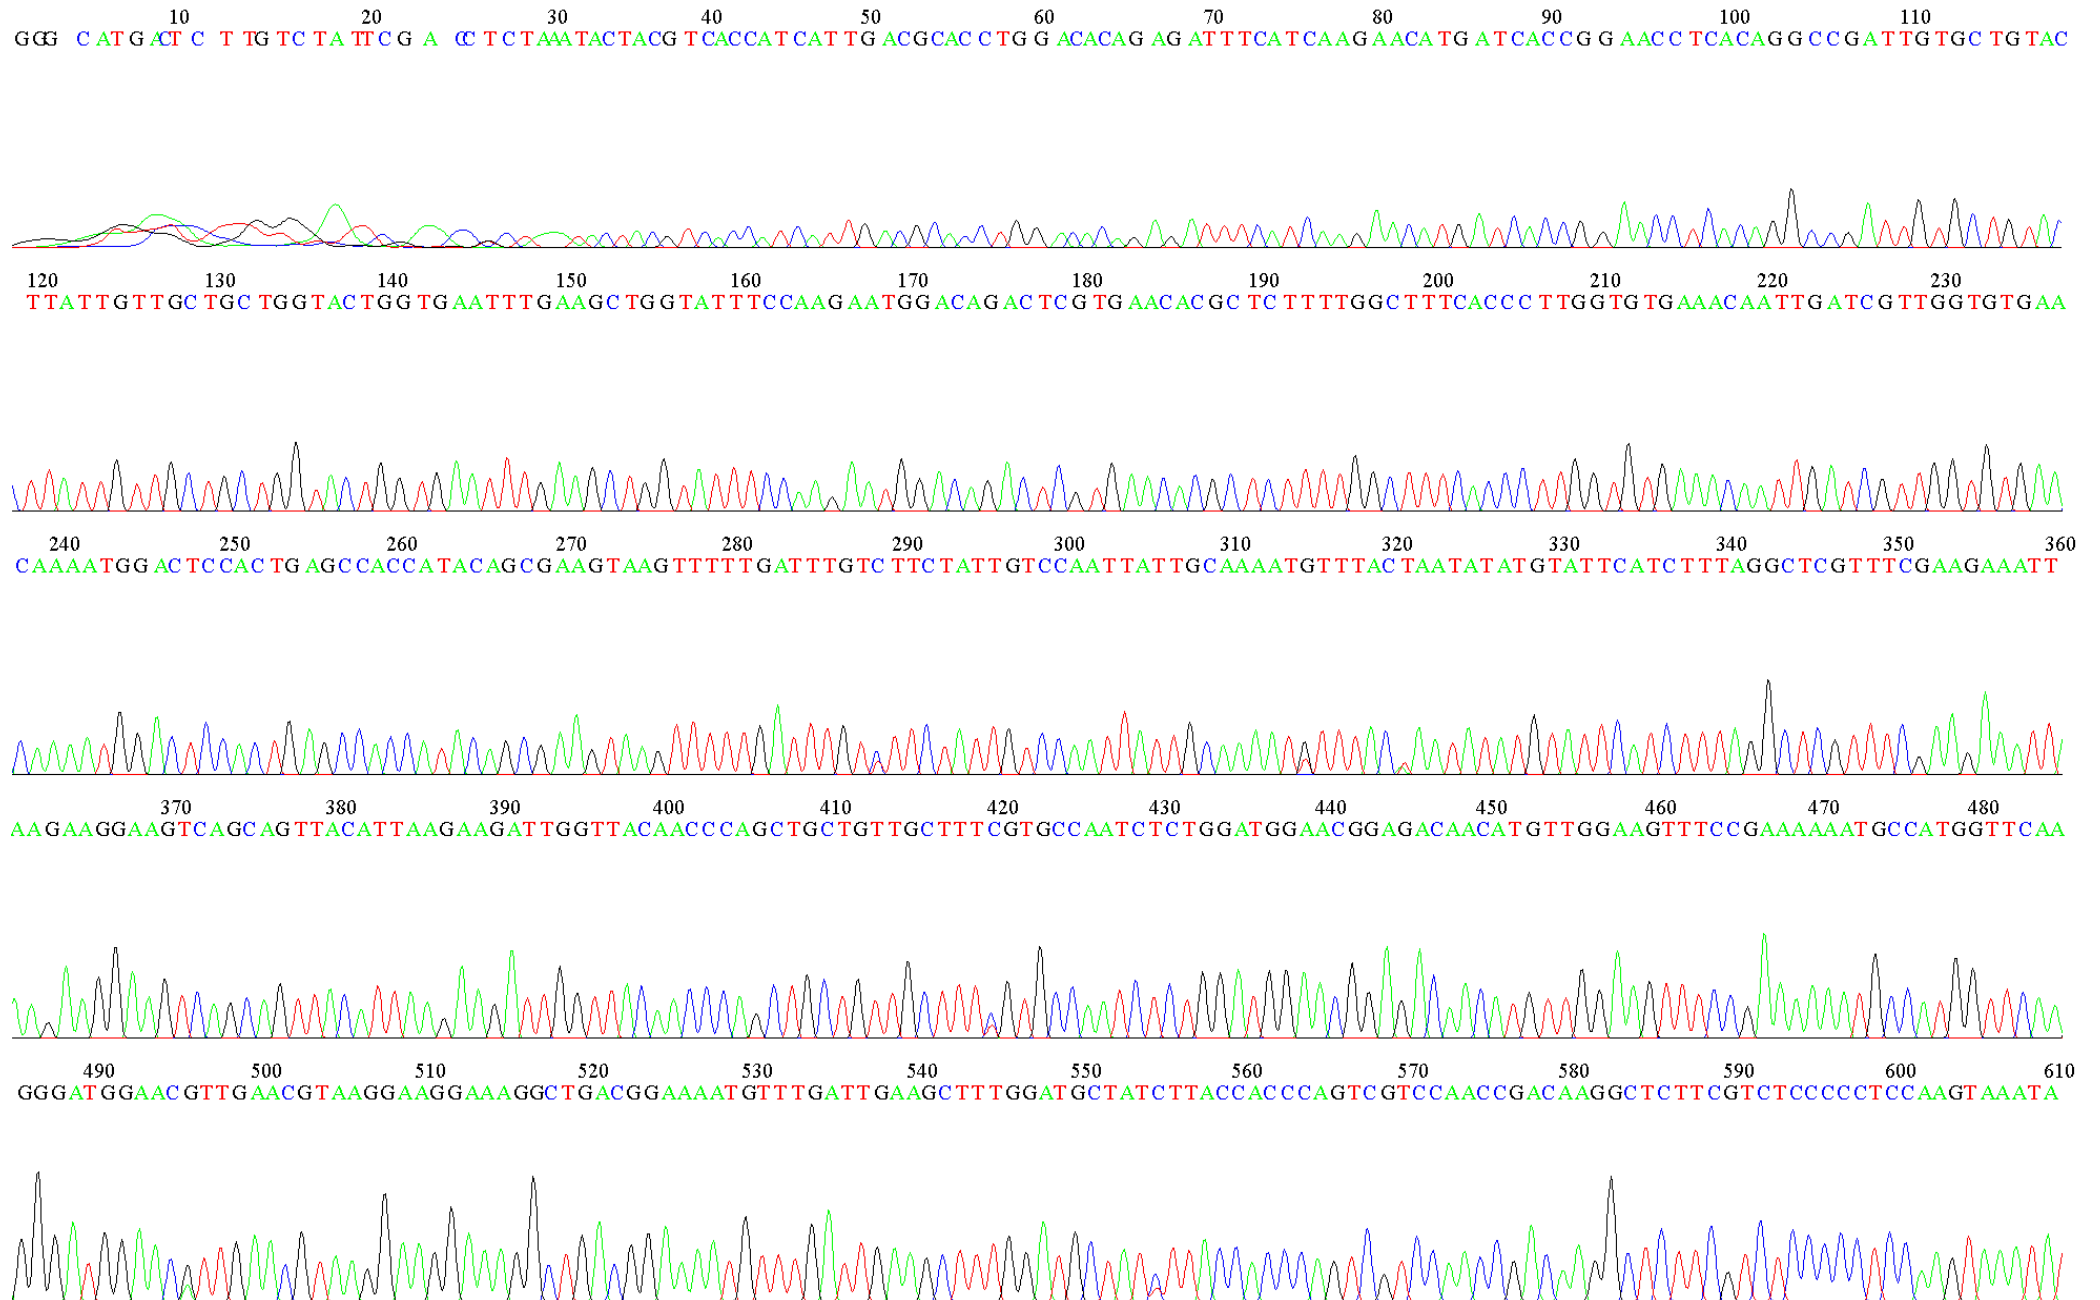 10 20 30 40 50 60 70 80 90 100 110
GGG CATGACTC TTGTCTATTCGA CCTCTAAATACTACGTCACCATCATTGACGCACCTGGACACAGAGATTTCATCAAGAACATGATCACCGGAACCTCACAGGCCGATTGTGCTGTAC
120 130 140 150 160 170 180 190 200 210 220 230
TTATTGTTGCTGCTGGTACTGGTGAATTTGAAGCTGGTATTTCCAAGAATGGACAGACTCGTGAACACGCTCTTTTGGCTTTCACCCTTGGTGTGAAACAATTGATCGTTGGTGTGAA
240 250 260 270 280 290 300 310 320 330 340 350 360
CAAAATGGACTCCACTGAGCCACCATACAGCGAAGTAAGTTTTTGATTTGTCTTCTATTGTCCAATTATTGCAAAATGTTTACTAATATATGTATTCATCTTTAGGCTCGTTTCGAAGAAATT
370 380 390 400 410 420 430 440 450 460 470 480
AAGAAGGAAGTCAGCAGTTACATTAAGAAGATTGGTTACAACCCAGCTGCTGTTGCTTTCGTGCCAATCTCTGGATGGAACGGAGACAACATGTTGGAAGTTTCCGAAAAAATGCCATGGTTCAA
490 500 510 520 530 540 550 560 570 580 590 600 610
GGGATGGAACGTTGAACGTAAGGAAGGAAAGGCTGACGGAAAATGTTTGATTGAAGCTTTGGATGCTATCTTACCACCCAGTCGTCCAACCGACAAGGCTCTTCGTCTCCCCCTCCAAGTAAATA